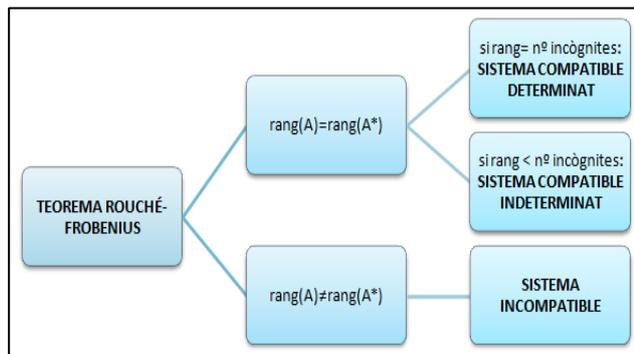 TEOREMA ROUCHÉ-
FROBENIUS
rang(A)=rang(A*)
si rang= nº incògnites:
SISTEMA COMPATIBLE
DETERMINAT
si rang < nº incògnites:
SISTEMA COMPATIBLE
INDETERMINAT
rang(A)≠rang(A*)
SISTEMA
INCOMPATIBLE